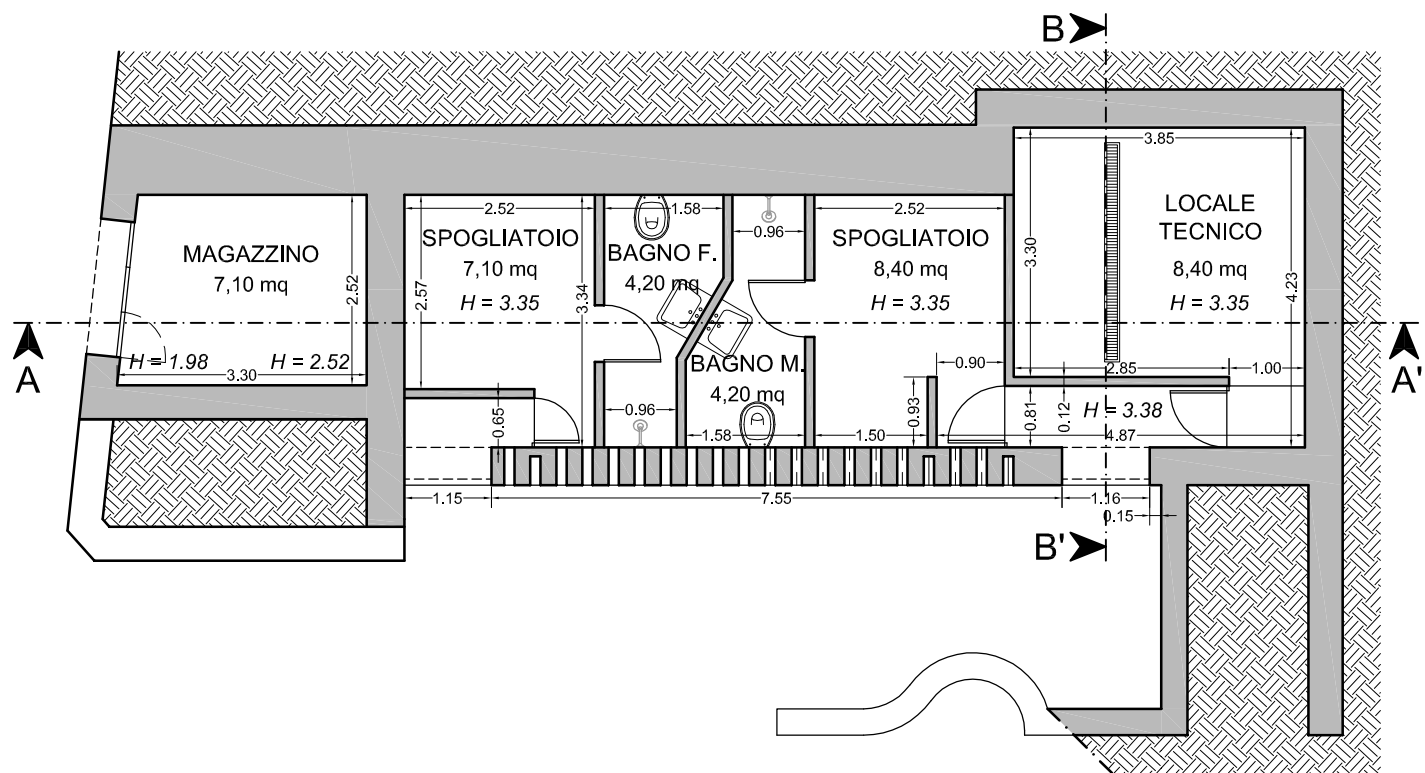 B
3.85
LOCALE
TECNICO
8,40 mq
H = 3.35
3.30
4.23
2.52
1.58
0.96
2.52
MAGAZZINO
7,10 mq
2.52
SPOGLIATOIO
7,10 mq
H = 3.35
2.57
3.34
BAGNO F.
4,20 mq
SPOGLIATOIO
8,40 mq
H = 3.35
A
H = 1.98
H = 2.52
3.30
BAGNO M.
4,20 mq
0.90
2.85
1.00
A'
0.65
0.96
1.58
1.50
0.93
0.81
0.12
H = 3.38
4.87
1.15
7.55
1.16
0.15
B'